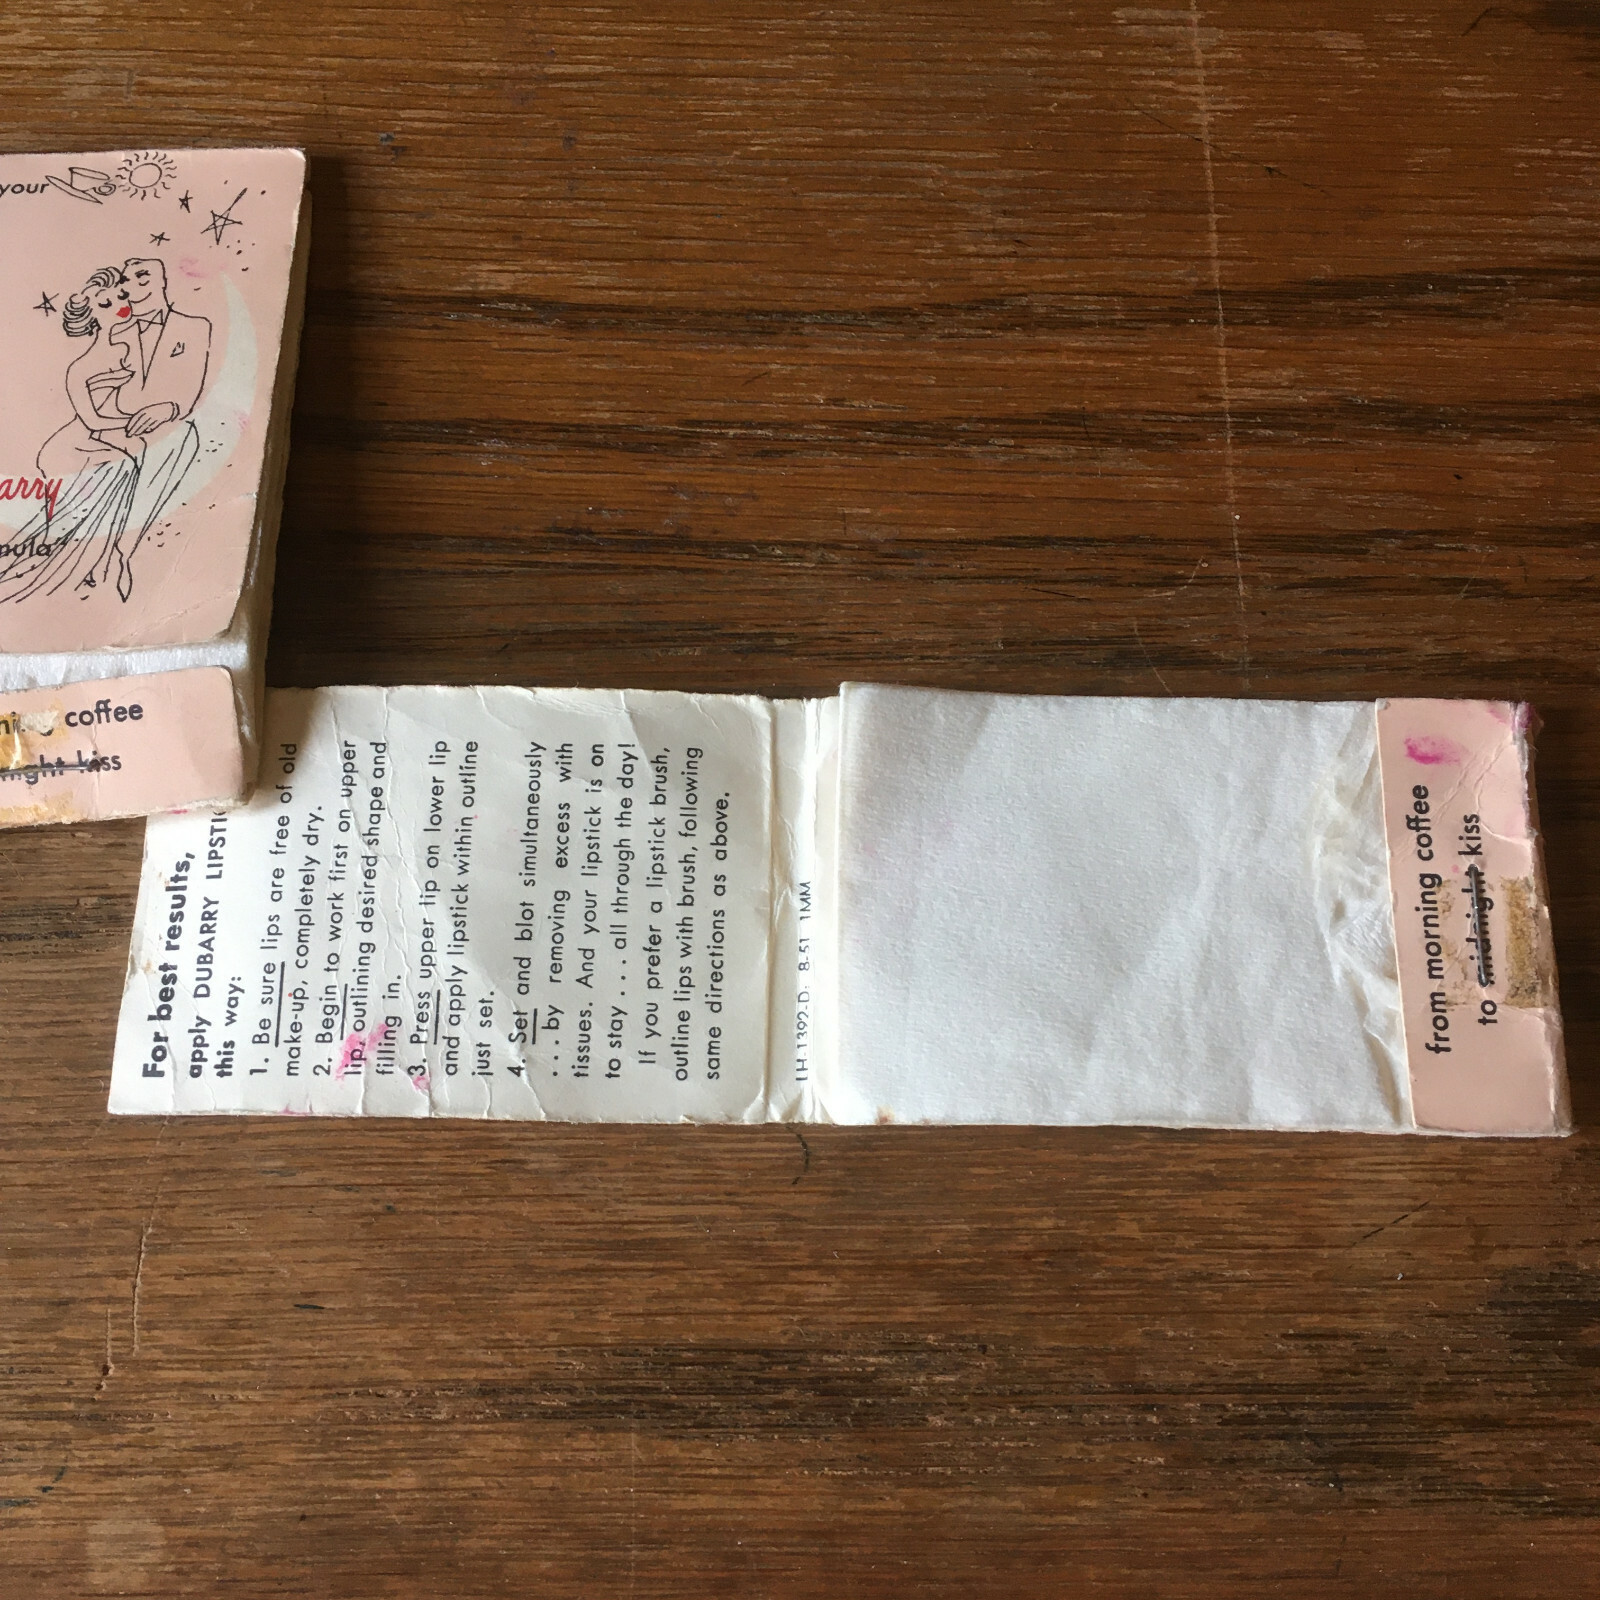 your
arry
mula"
coffee
kiss
For best results,
apply DUBARRY
this way:
1. Be sure lips are free of old
make-up, completely dry.
2. Begin to work first on upper
lip, outlining desired shape and
filling in.
3. Press upper lip on lower lip
and apply lipstick within outline
just set.
4. Set and blot simultaneously
. . . by removing excess with
tissues. And your lipstick is on
to stay . . . all through the day!
If you prefer a lipstick brush,
outline lips with brush, following
same directions as above.
LH-1392-D: 8-51 1MM
from morning coffee
to midnight kiss